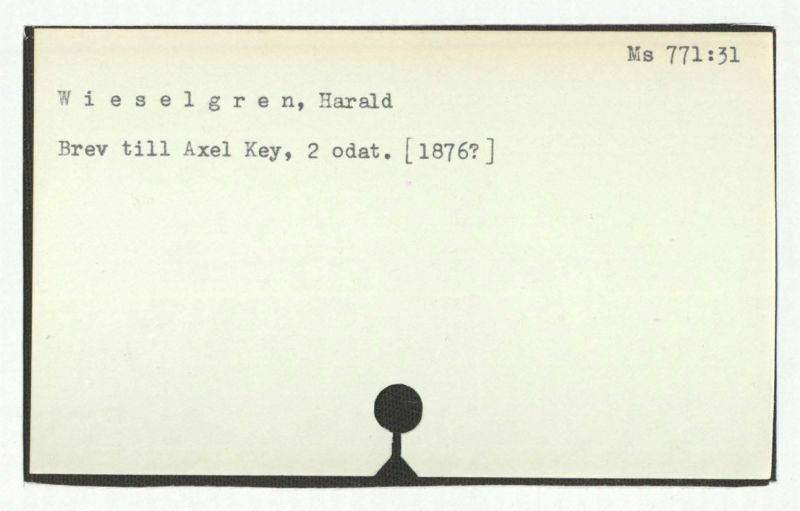 Ms 771:31
W i e s e l g r e n, Harald
Brev till Axel Key, 2 odat. [1876?]